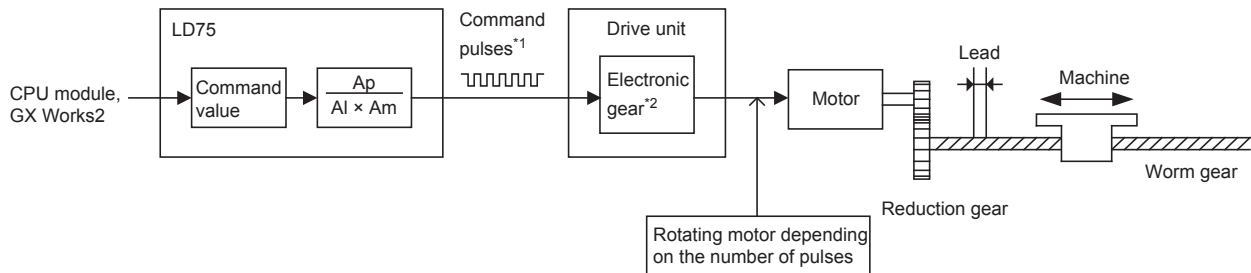 LD75
Command
pulses*1
Drive unit
CPU module,
GX Works2
Command
value
Ap
Al × Am
Electronic
gear*2
Motor
Lead
Machine
Worm gear
Reduction gear
Rotating motor depending
on the number of pulses